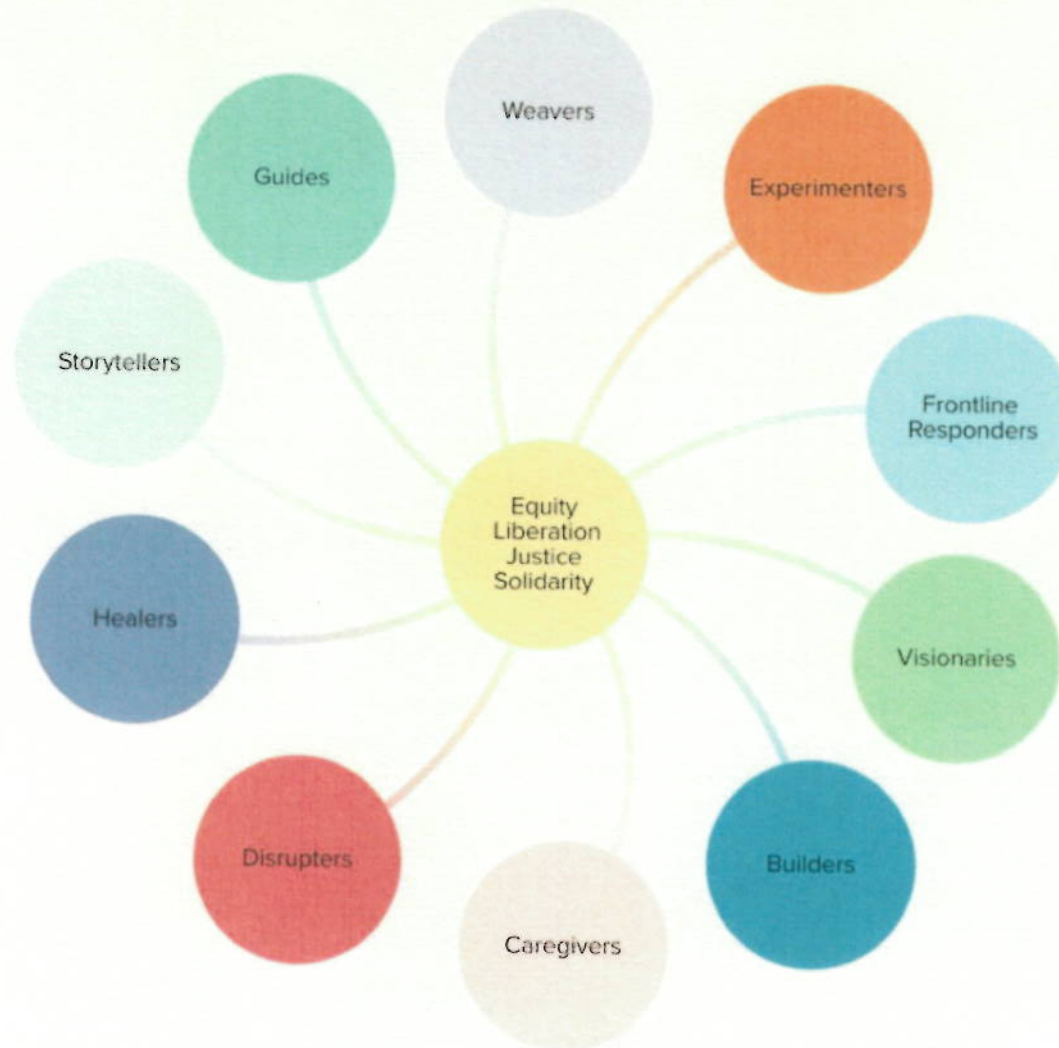 Weavers
Guides
Experimenters
Storytellers
Frontline
Responders
Equity
Liberation
Justice
Solidarity
Healers
Visionaries
Disrupters
Builders
Caregivers